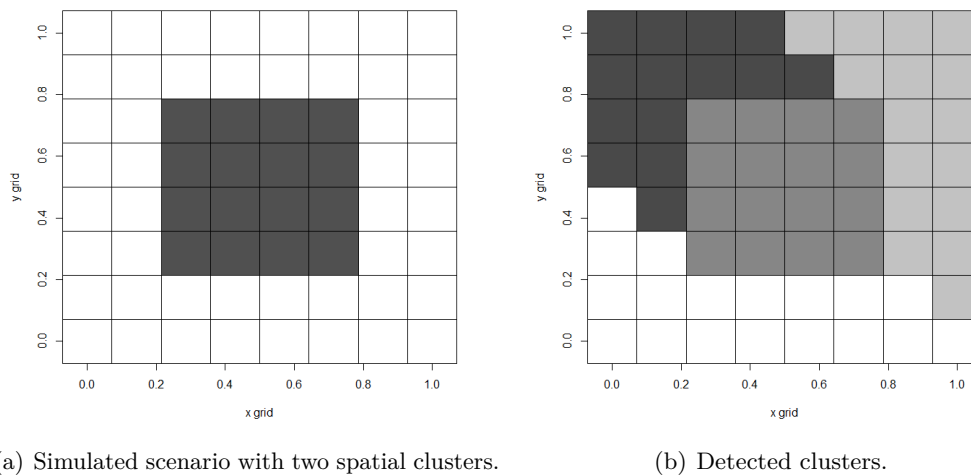 1.0
0.8
0.6
0.4
0.2
0.0
y grid
0.0 0.2 0.4 0.6 0.8 1.0
x grid
1.0
0.8
0.6
0.4
0.2
0.0
y grid
0.0 0.2 0.4 0.6 0.8 1.0
x grid
a) Simulated scenario with two spatial clusters.
(b) Detected clusters.